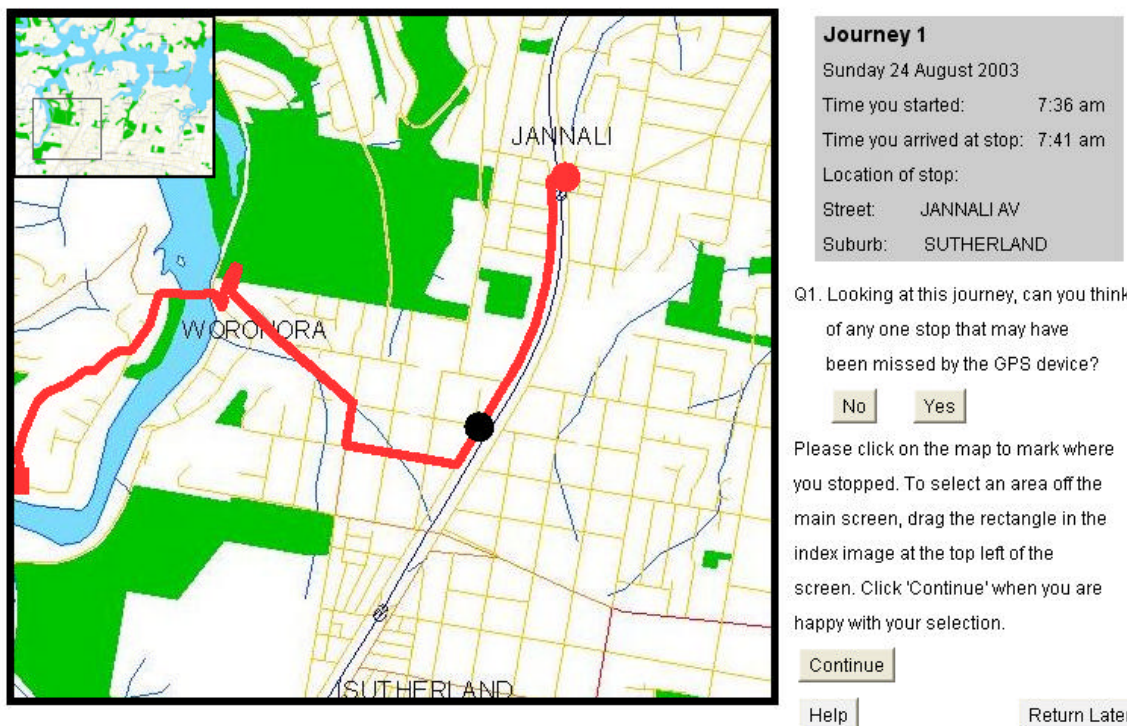 JANNALI
WORONORA
SUTHERLAND
Journey 1
Sunday 24 August 2003
Time you started: 7:36 am
Time you arrived at stop: 7:41 am
Location of stop:
Street: JANNALI AV
Suburb: SUTHERLAND
Q1. Looking at this journey, can you think
of any one stop that may have
been missed by the GPS device?
No Yes
Please click on the map to mark where
you stopped. To select an area off the
main screen, drag the rectangle in the
index image at the top left of the
screen. Click 'Continue' when you are
happy with your selection.
Continue
Help Return Later